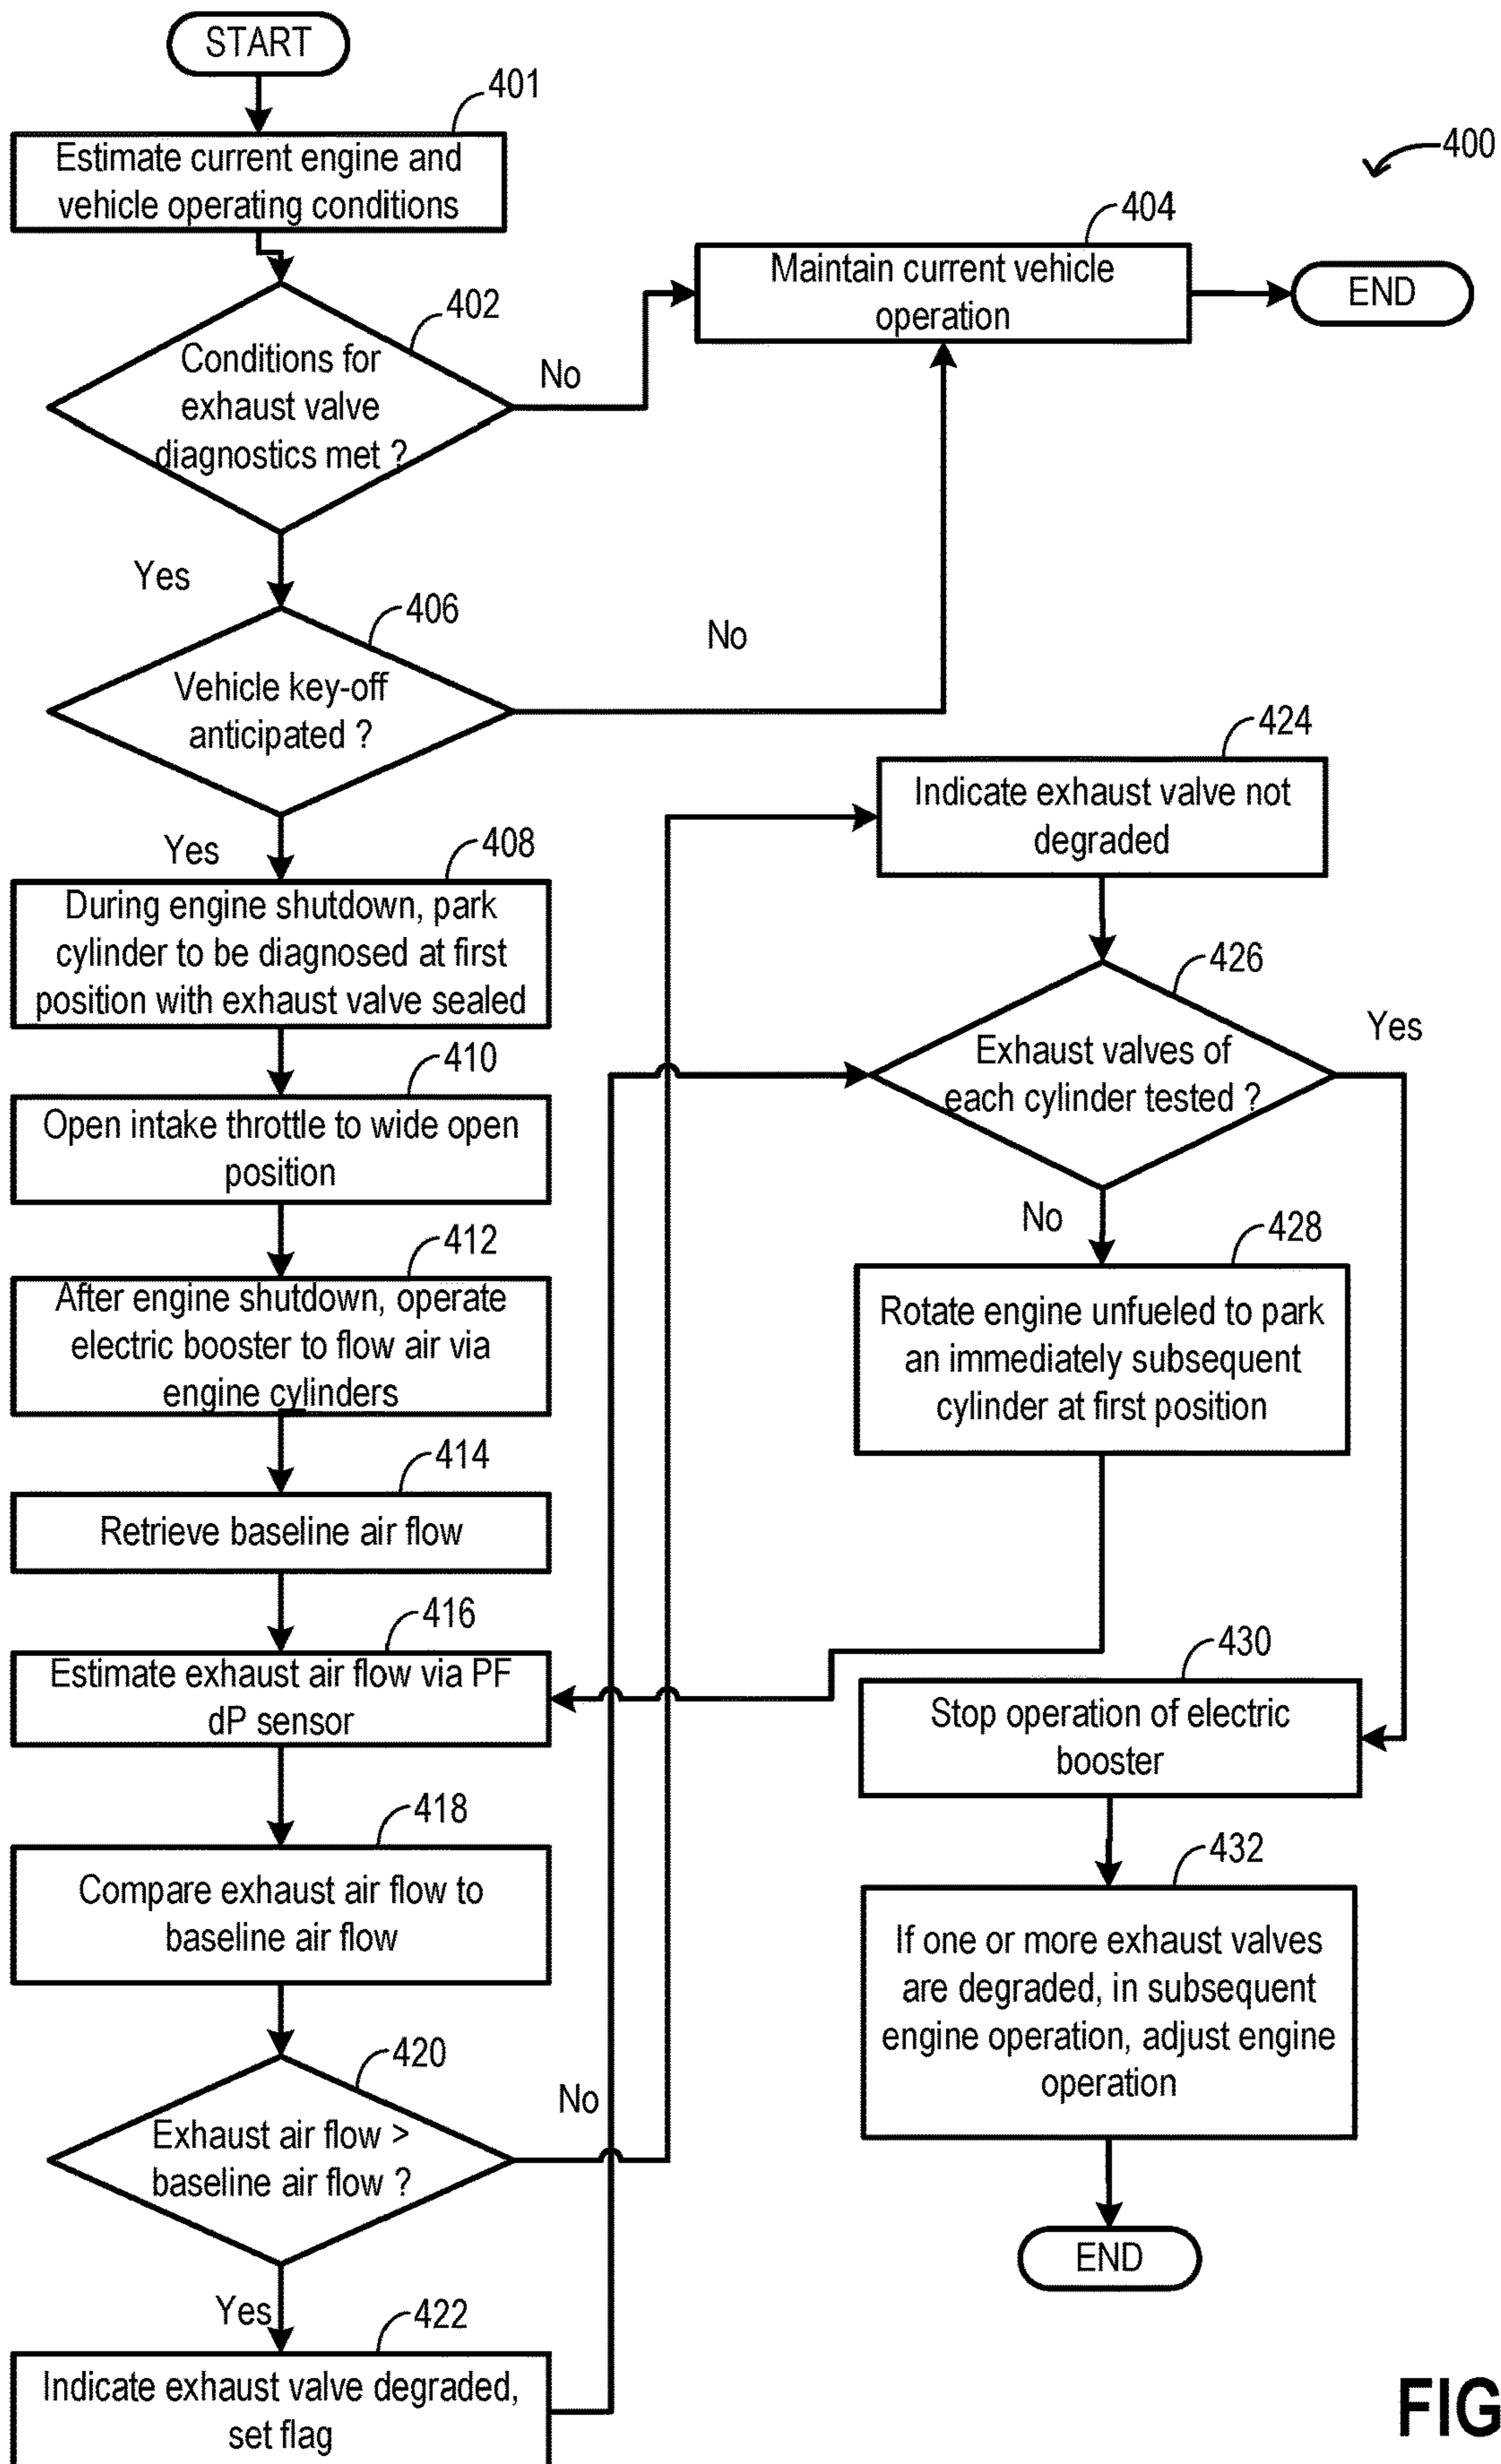 START
401
Estimate current engine and
vehicle operating conditions
400
404
Maintain current vehicle
operation
END
402
Conditions for
exhaust valve
diagnostics met ?
No
Yes
406
Vehicle key-off
anticipated ?
No
Yes
408
During engine shutdown, park
cylinder to be diagnosed at first
position with exhaust valve sealed
410
Open intake throttle to wide open
position
412
After engine shutdown, operate
electric booster to flow air via
engine cylinders
414
Retrieve baseline air flow
416
Estimate exhaust air flow via PF
dP sensor
418
Compare exhaust air flow to
baseline air flow
420
Exhaust air flow >
baseline air flow ?
No
Yes
422
Indicate exhaust valve degraded,
set flag
424
Indicate exhaust valve not
degraded
426
Exhaust valves of
each cylinder tested ?
Yes
No
428
Rotate engine unfueled to park
an immediately subsequent
cylinder at first position
430
Stop operation of electric
booster
432
If one or more exhaust valves
are degraded, in subsequent
engine operation, adjust engine
operation
END
FIG